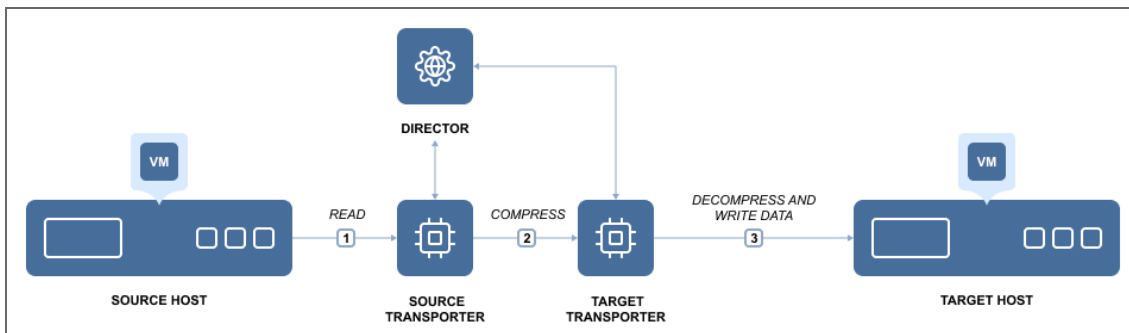 DIRECTOR
VM
VM
READ
1
COMPRESS
2
DECOMPRESS AND
WRITE DATA
3
SOURCE HOST
SOURCE
TRANSPORTER
TARGET
TRANSPORTER
TARGET HOST